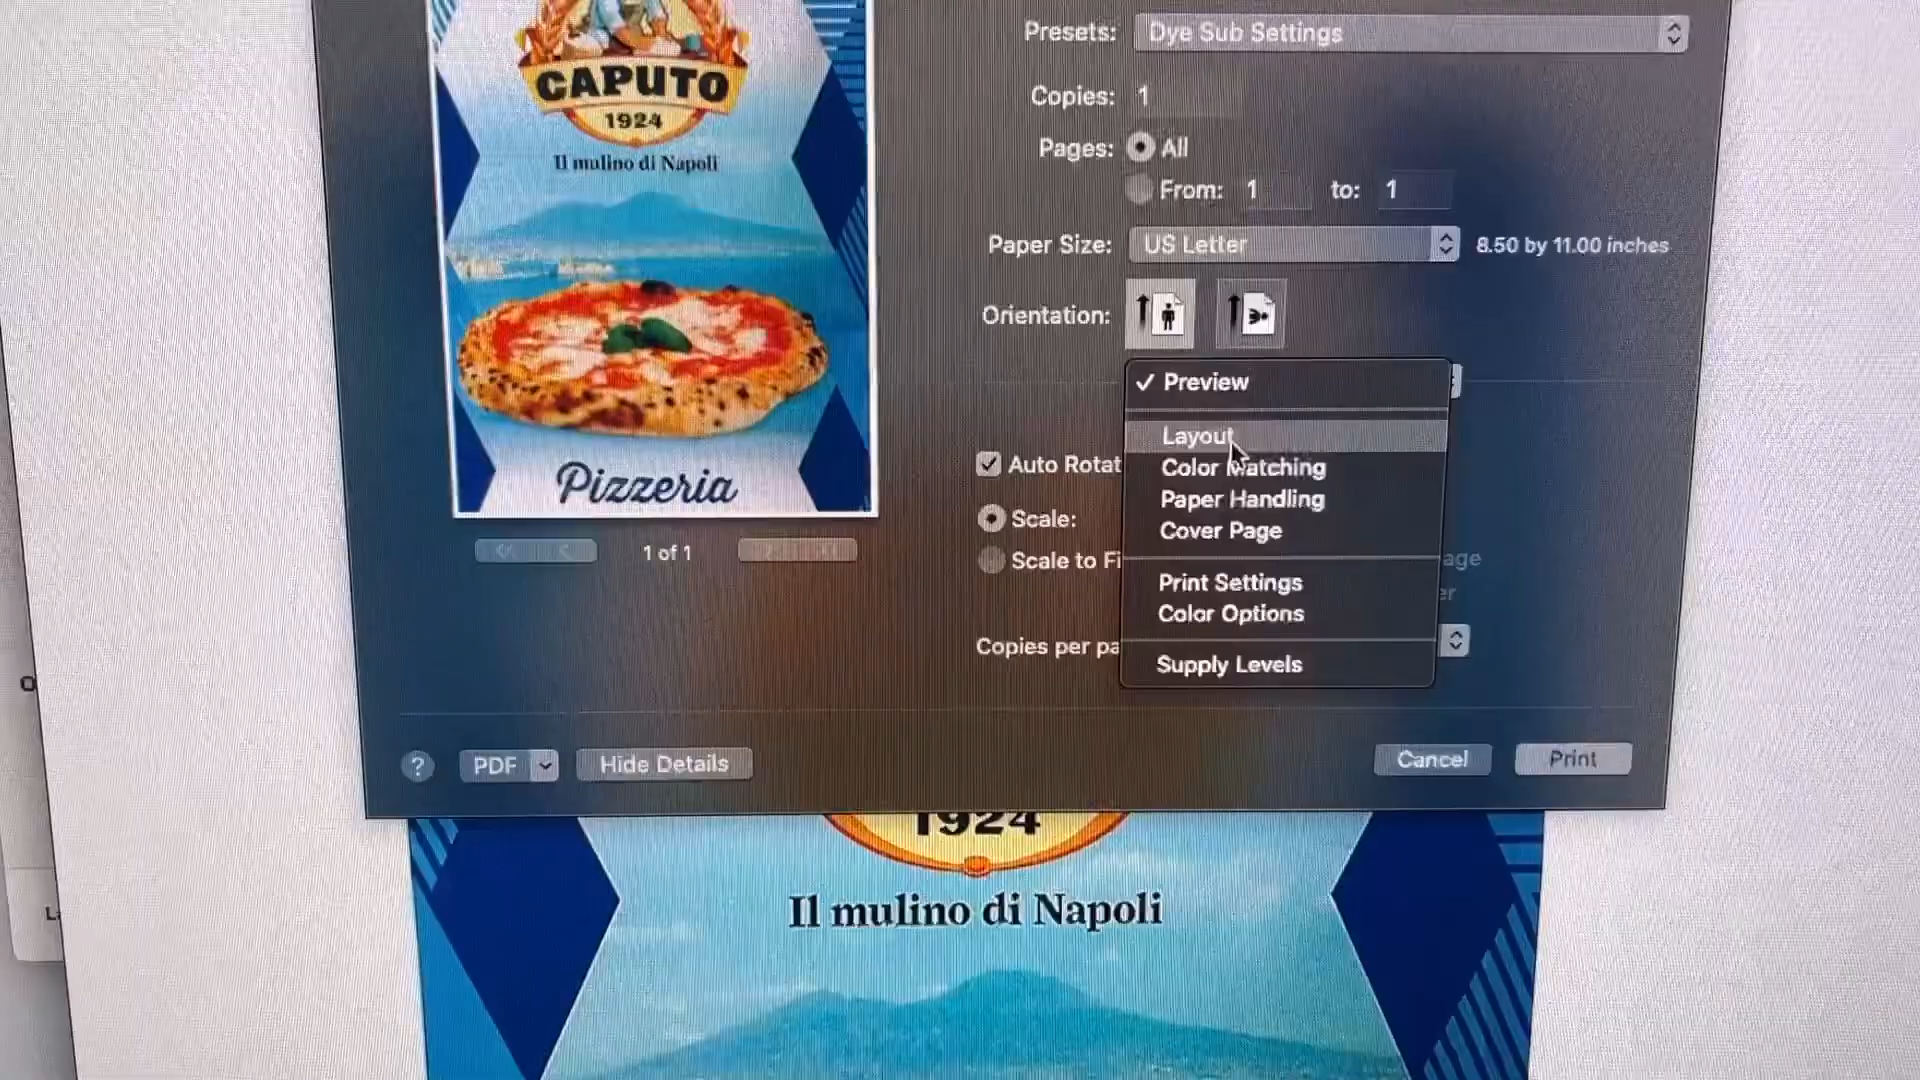 CAPUTO
1924
Il mulino di Napoli
Pizzeria
1 of 1
Presets: Dye Sub Settings
Copies: 1
Pages: All
From: 1 to: 1
Paper Size: US Letter 8.50 by 11.00 inches
Orientation:
Preview
Layout
Color Matching
Paper Handling
Cover Page
Print Settings
Color Options
Supply Levels
Auto Rotat
Scale:
Scale to Fi
age
er
Copies per pa
? PDF Hide Details Cancel Print
1924
Il mulino di Napoli